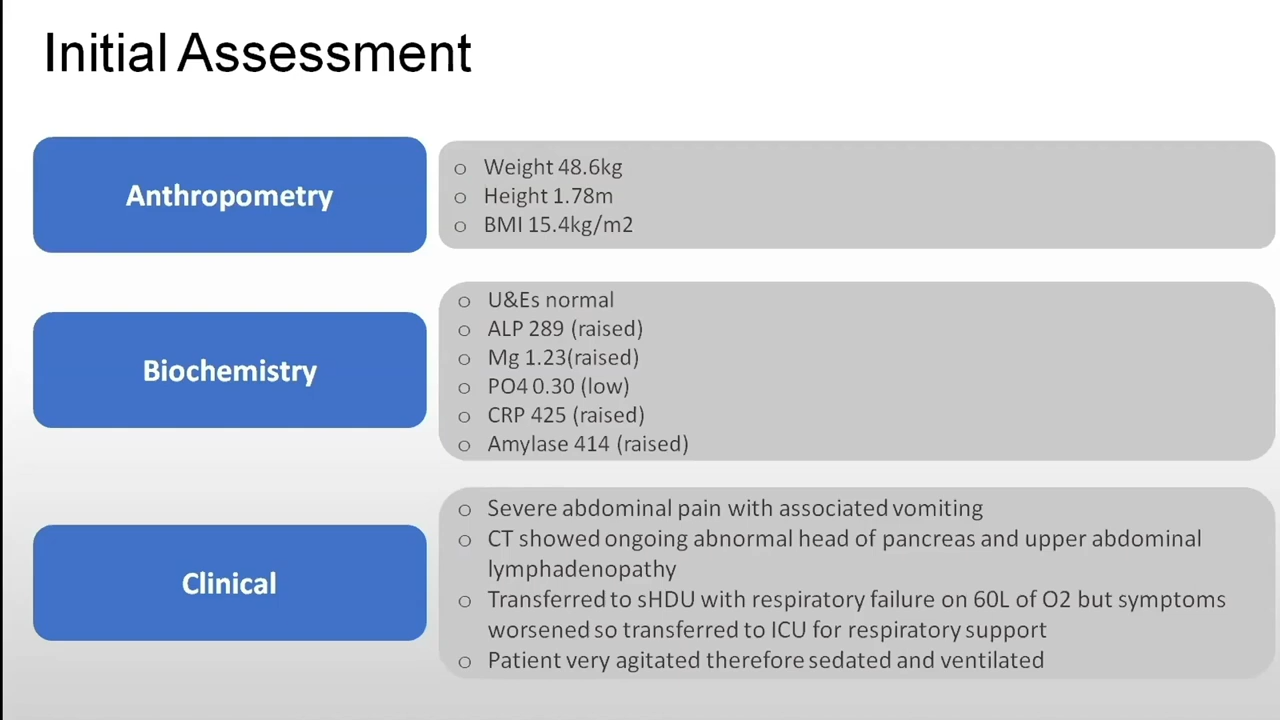 Initial Assessment
Anthropometry
o Weight 48.6kg
o Height 1.78m
o BMI 15.4kg/m2
Biochemistry
o U&Es normal
o ALP 289 (raised)
o Mg 1.23(raised)
o PO4 0.30 (low)
o CRP 425 (raised)
o Amylase 414 (raised)
Clinical
o Severe abdominal pain with associated vomiting
o CT showed ongoing abnormal head of pancreas and upper abdominal
lymphadenopathy
o Transferred to sHDU with respiratory failure on 60L of O2 but symptoms
worsened so transferred to ICU for respiratory support
o Patient very agitated therefore sedated and ventilated